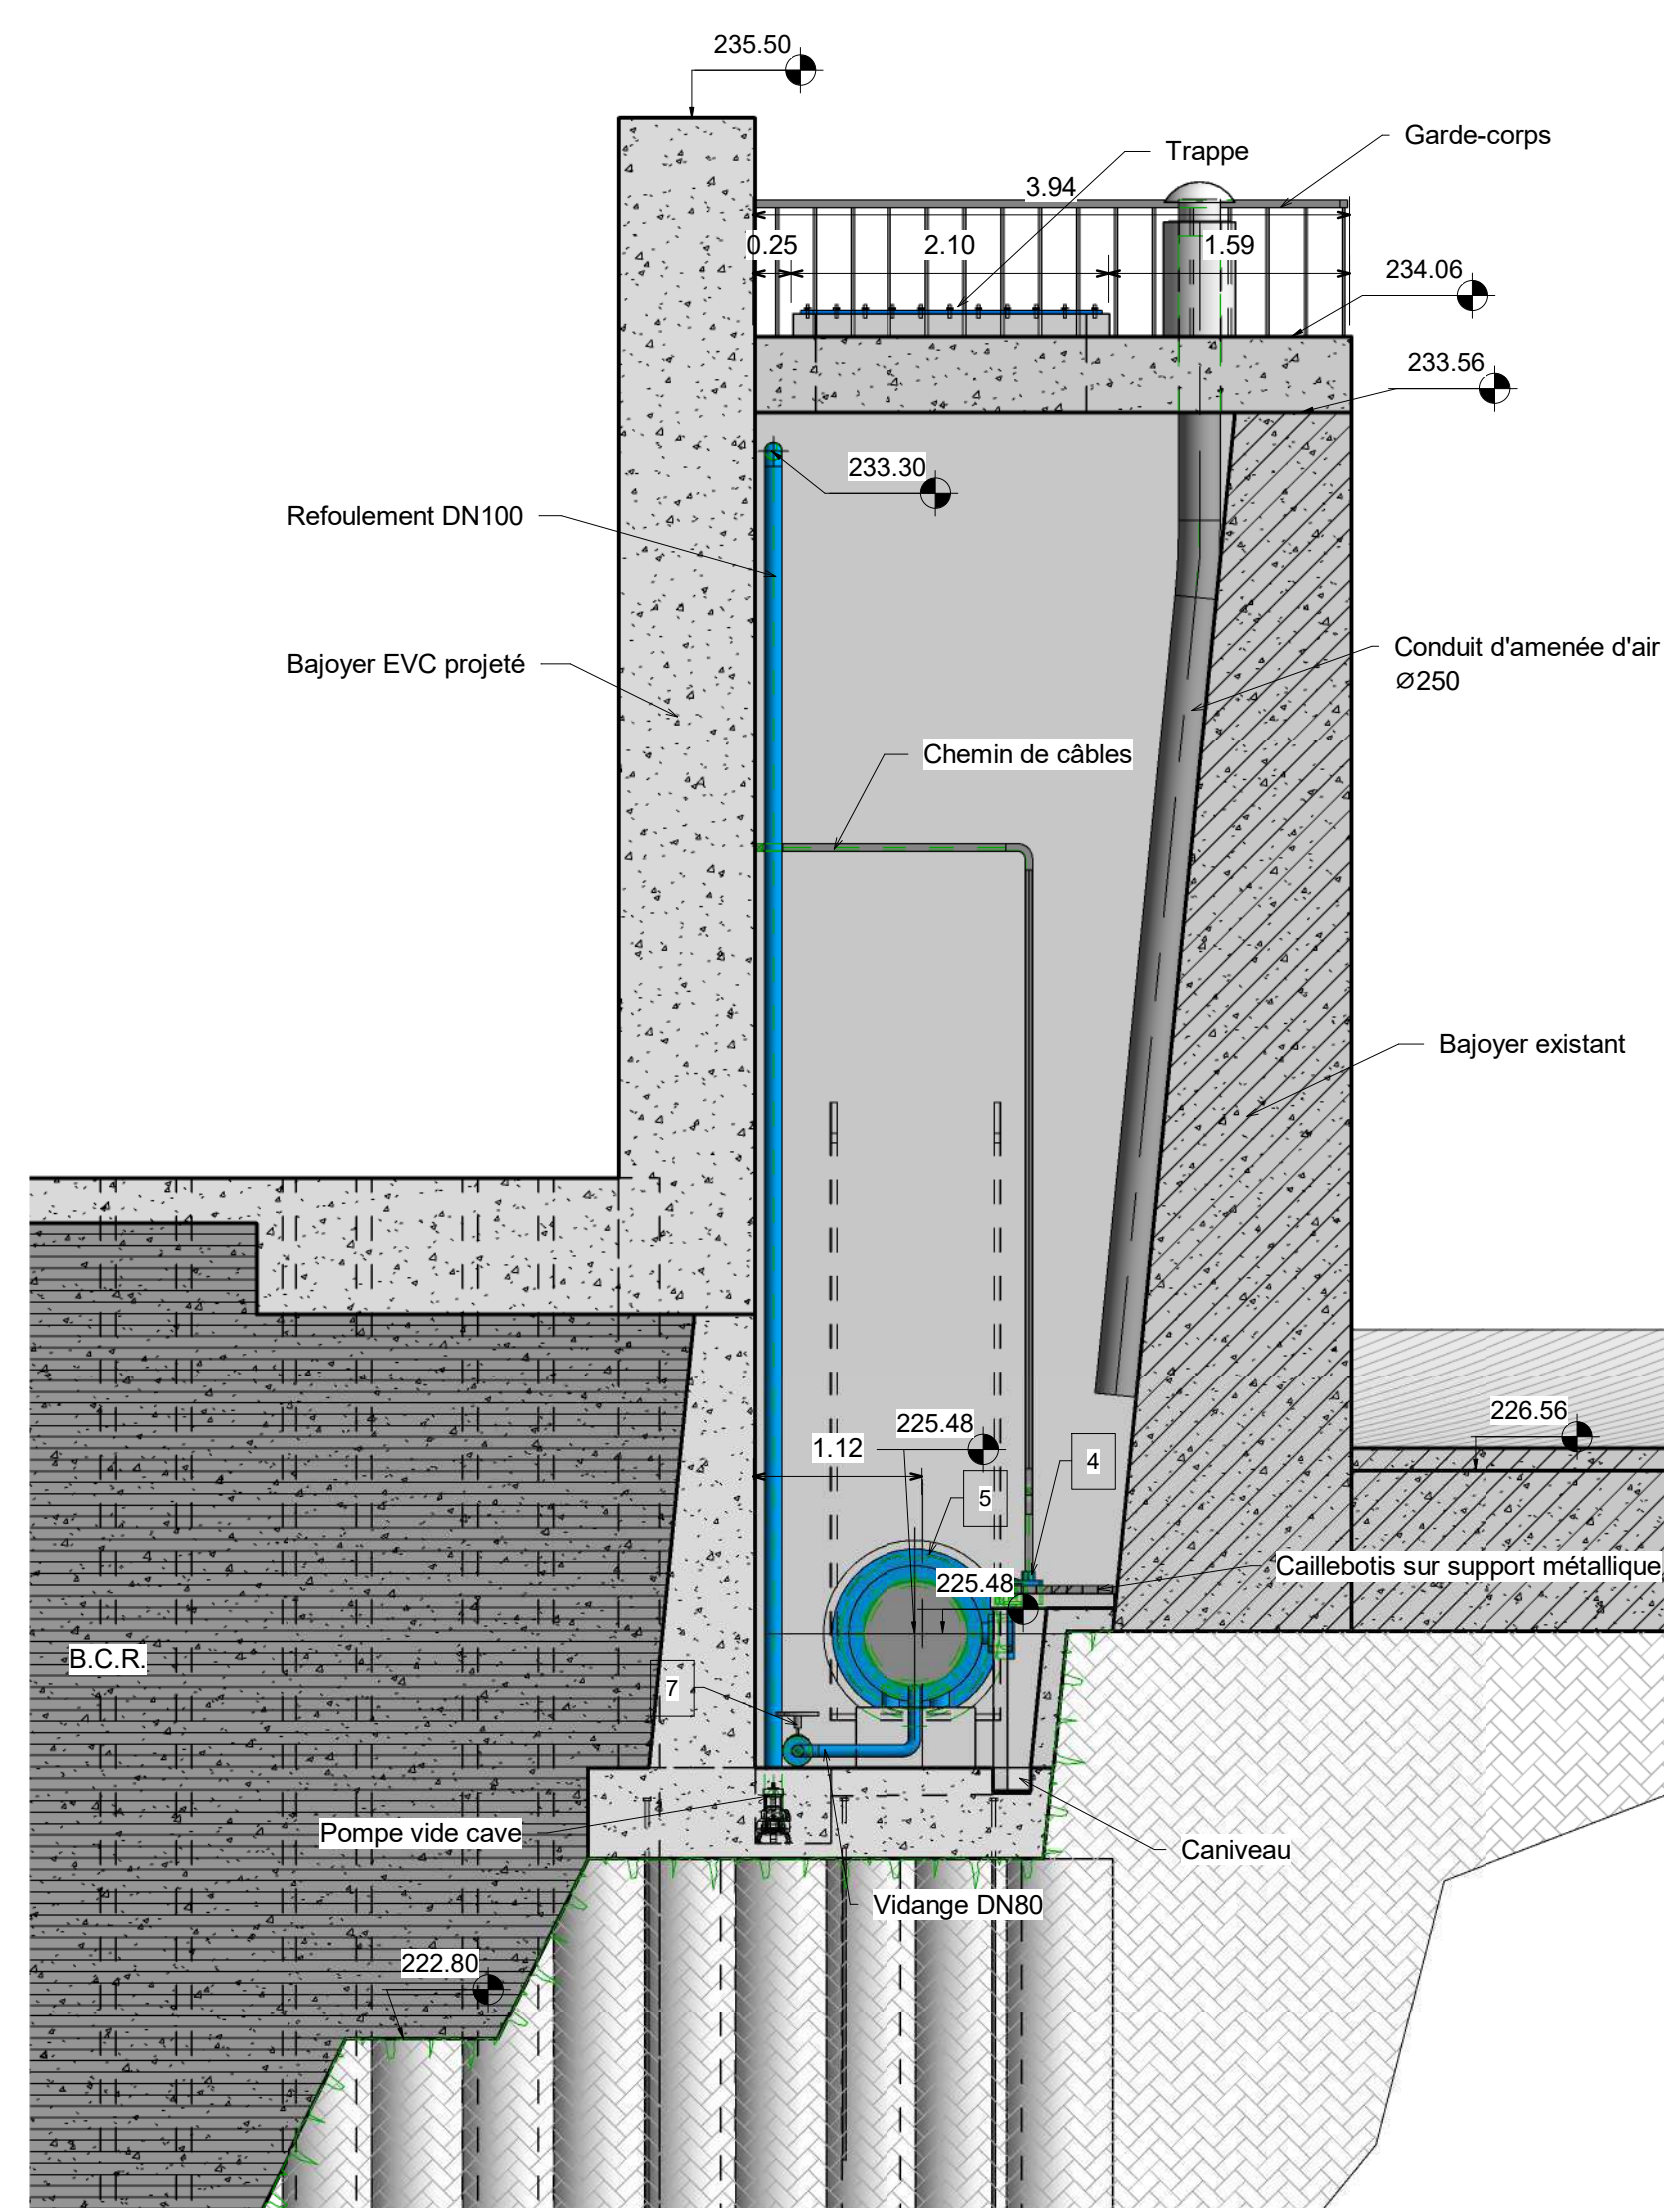 235.50
Garde-corps
Trappe
3.94
0.25
2.10
1.59
234.06
233.56
233.30
Refoulement DN100
Bajoyer EVC projeté
Conduit d'amenée d'air
⌀250
Chemin de câbles
Bajoyer existant
226.56
225.48
1.12
4
5
Caillebotis sur support métallique
225.48
B.C.R.
7
Pompe vide cave
Caniveau
Vidange DN80
222.80